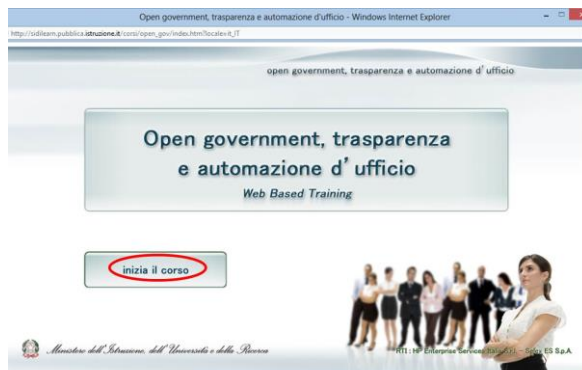 Open government, trasparenza e automazione d'ufficio - Windows Internet Explorer
http://sidilearn.pubblica.istruzione.it/corsi/open_gov/index.htm?locale=it_IT
open government, trasparenza e automazione d'ufficio
Open government, trasparenza
e automazione d'ufficio
Web Based Training
inizia il corso
Ministero dell'Istruzione, dell'Università e della Ricerca
RTI : HP Enterprise Services Italia S.r.l. - Selex ES S.p.A.